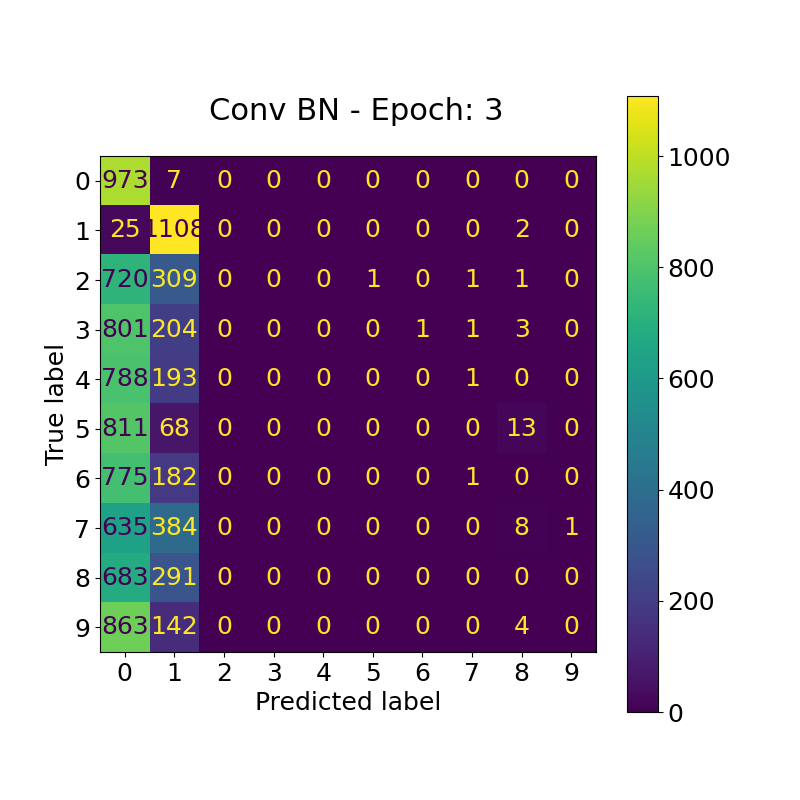 Conv BN - Epoch: 3
True label
0 973 7 0 0 0 0 0 0 0 0
1 25 1108 0 0 0 0 0 0 2 0
2 720 309 0 0 0 1 0 1 1 0
3 801 204 0 0 0 0 1 1 3 0
4 788 193 0 0 0 0 0 1 0 0
5 811 68 0 0 0 0 0 0 13 0
6 775 182 0 0 0 0 0 1 0 0
7 635 384 0 0 0 0 0 0 8 1
8 683 291 0 0 0 0 0 0 0 0
9 863 142 0 0 0 0 0 0 4 0
0 1 2 3 4 5 6 7 8 9
Predicted label
1000
800
600
400
200
0